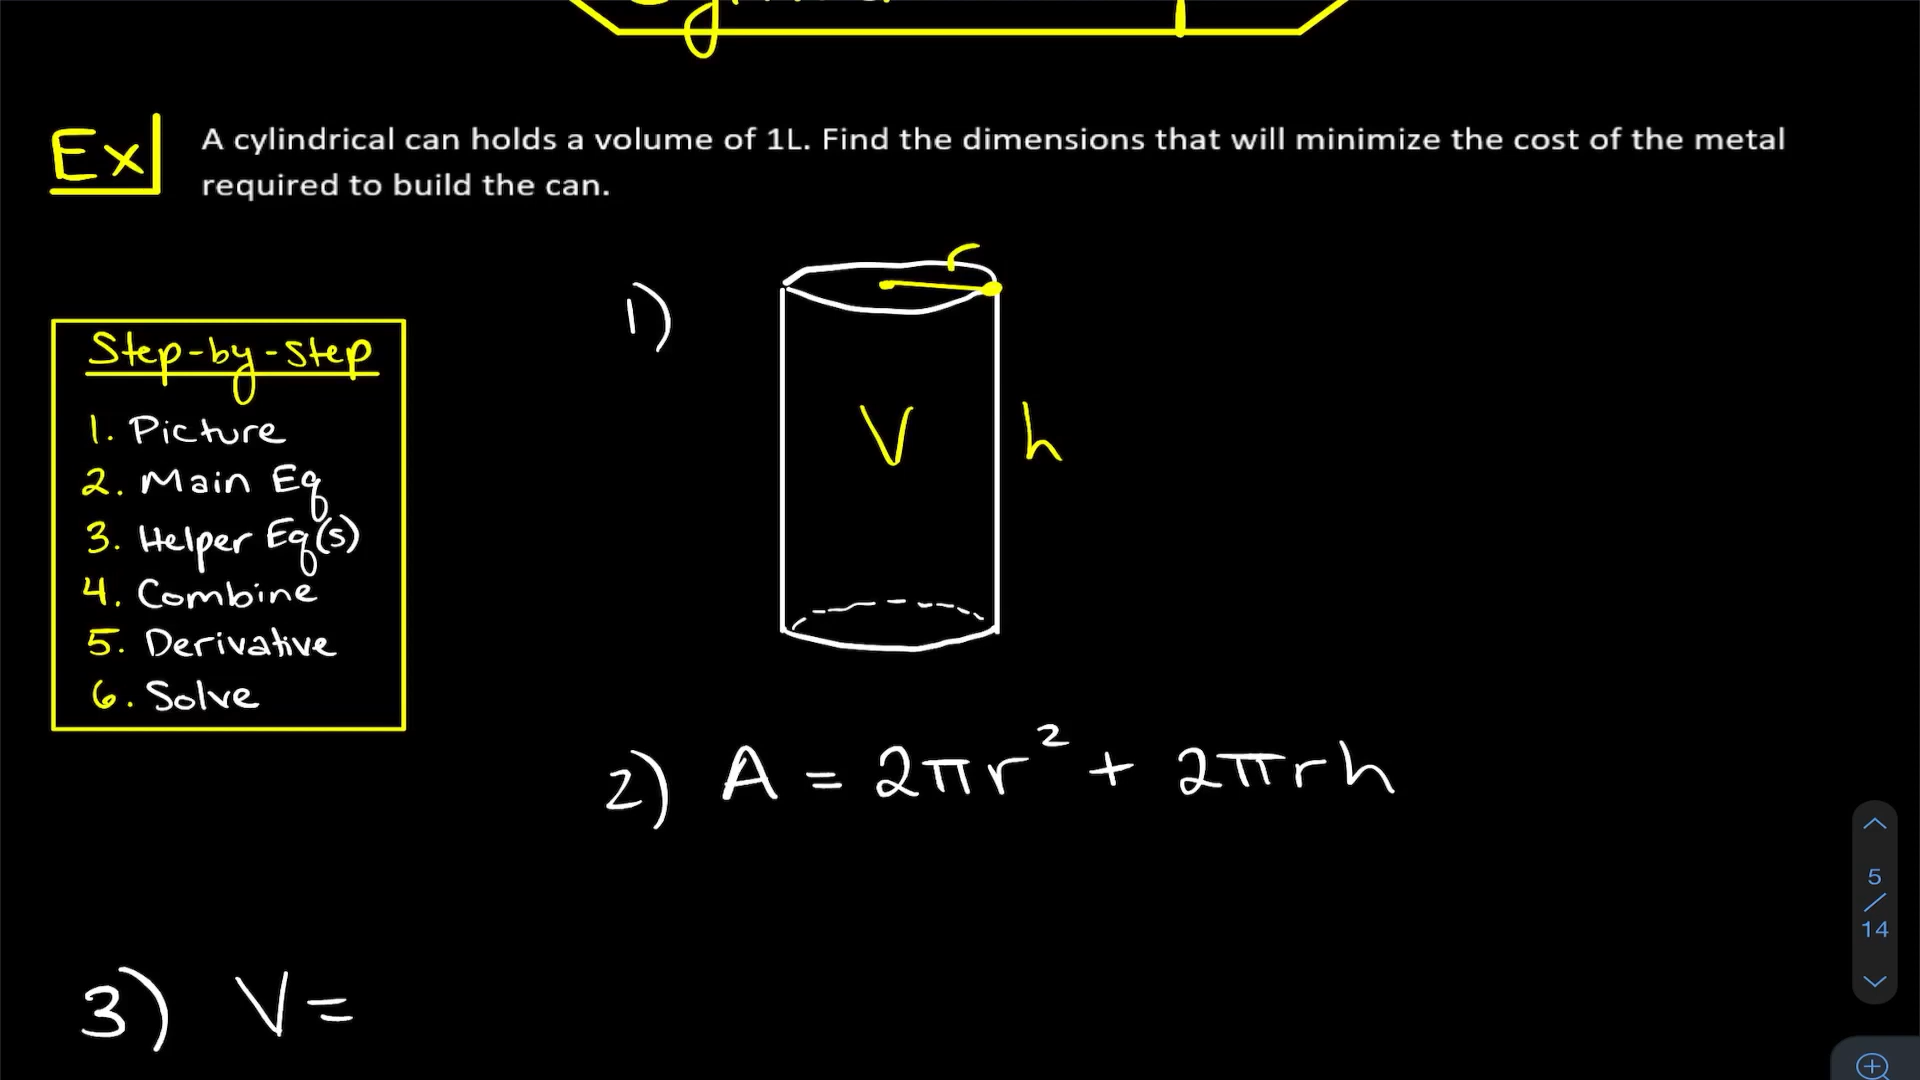 Ex
A cylindrical can holds a volume of 1L. Find the dimensions that will minimize the cost of the metal
required to build the can.
Step-by-step
1. Picture
2. Main Eq
3. Helper Eq(s)
4. Combine
5. Derivative
6. Solve
1)
r
V
h
2) A = 2πr² + 2πrh
3) V =
5
/
14